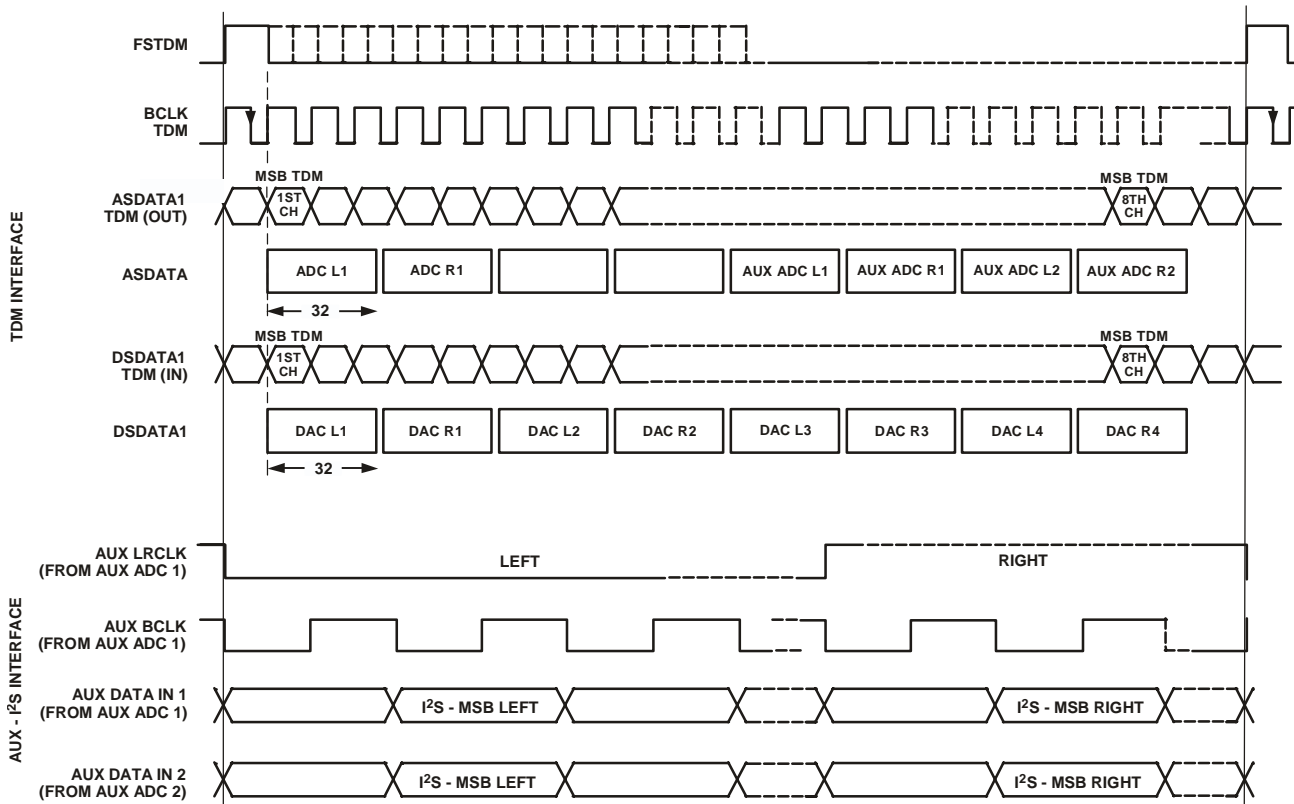 FSTDM
BCLK
TDM
MSB TDM
MSB TDM
ASDATA1
TDM (OUT)
1ST
CH
8TH
CH
ASDATA
ADC L1
ADC R1
AUX ADC L1
AUX ADC R1
AUX ADC L2
AUX ADC R2
32
TDM INTERFACE
MSB TDM
MSB TDM
DSDATA1
TDM (IN)
1ST
CH
8TH
CH
DSDATA1
DAC L1
DAC R1
DAC L2
DAC R2
DAC L3
DAC R3
DAC L4
DAC R4
32
AUX LRCLK
(FROM AUX ADC 1)
LEFT
RIGHT
AUX - I²S INTERFACE
AUX BCLK
(FROM AUX ADC 1)
AUX DATA IN 1
(FROM AUX ADC 1)
I²S - MSB LEFT
I²S - MSB RIGHT
AUX DATA IN 2
(FROM AUX ADC 2)
I²S - MSB LEFT
I²S - MSB RIGHT